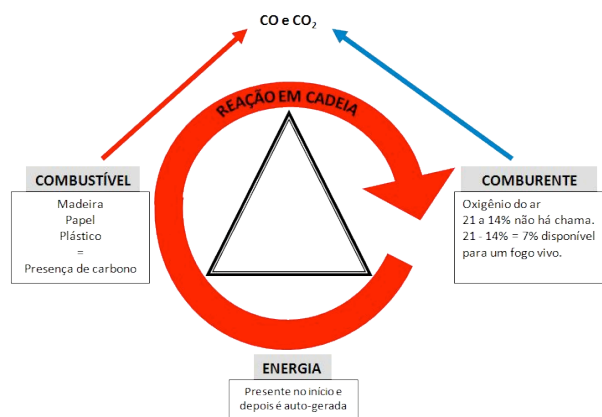 CO e CO₂
REAÇÃO EM CADEIA
COMBUSTÍVEL
Madeira
Papel
Plástico
=
Presença de carbono
COMBURENTE
Oxigênio do ar
21 a 14% não há chama.
21 - 14% = 7% disponível
para um fogo vivo.
ENERGIA
Presente no início e
depois é auto-gerada